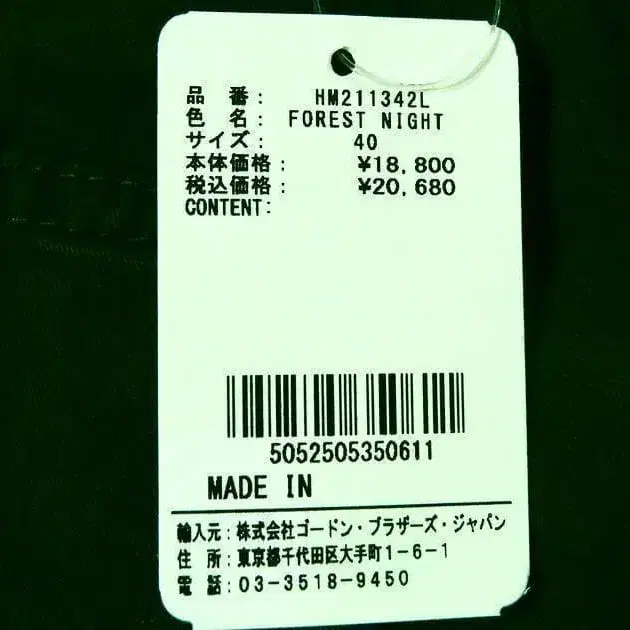 品 番: HM211342L
色 名: FOREST NIGHT
サイズ: 40
本体価格: ¥18,800
税込価格: ¥20,680
CONTENT:
5052505350611
MADE IN
輸入元:株式会社ゴードン・ブラザーズ・ジャパン
住 所:東京都千代田区大手町1-6-1
電 話:03-3518-9450